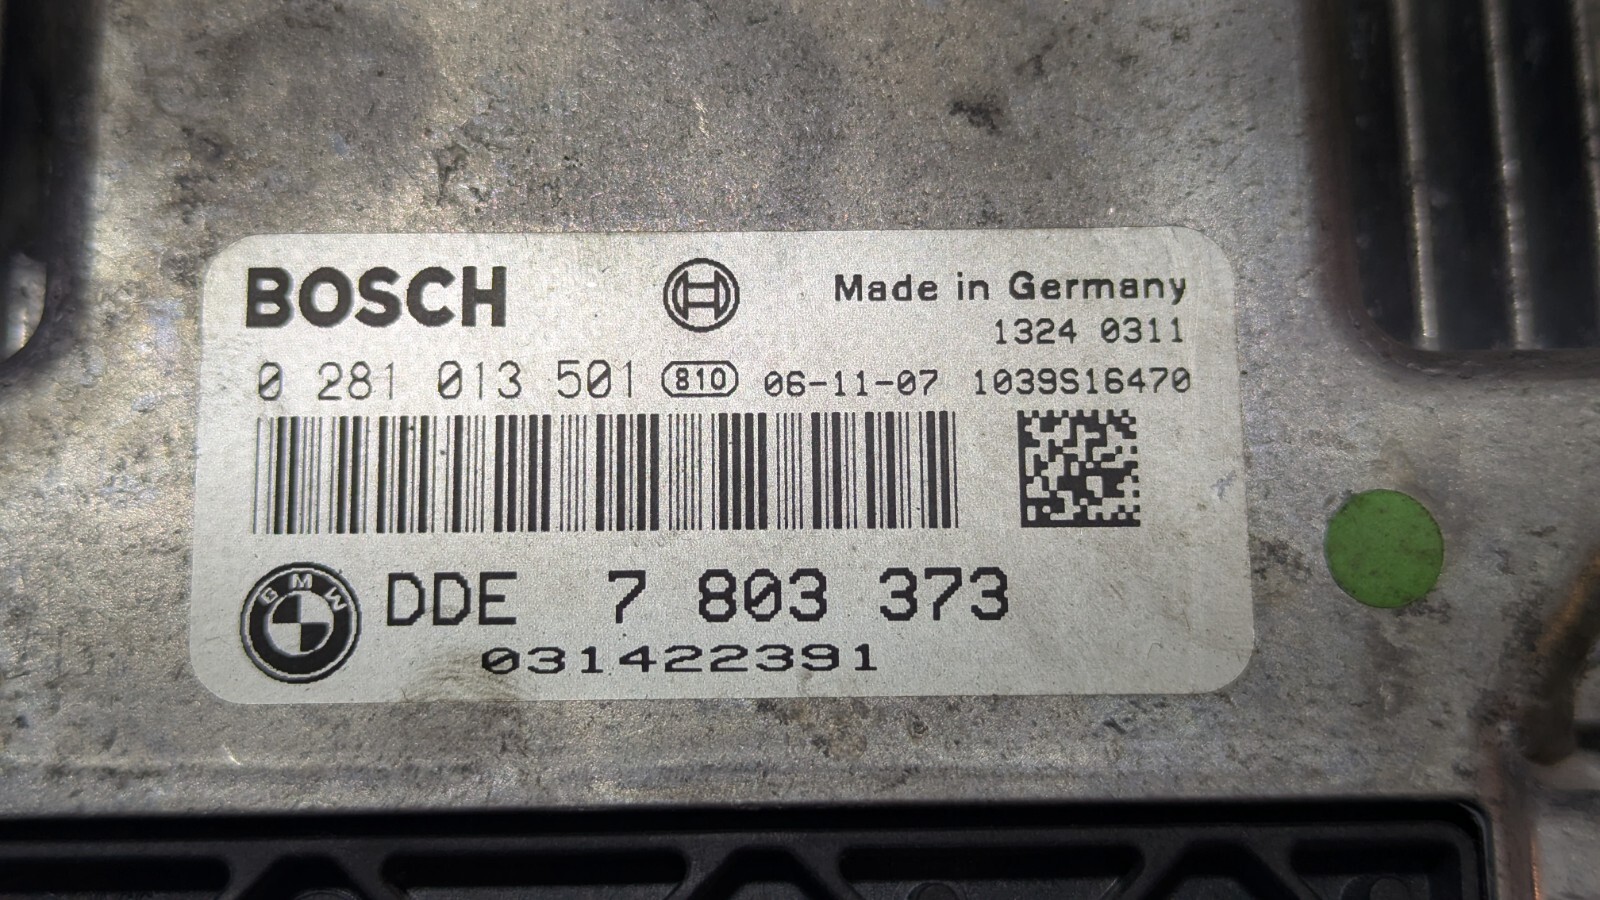 BOSCH
Made in Germany
1324 0311
0 281 013 501 810 06-11-07 1039S16470
BMW
DDE 7 803 373
031422391